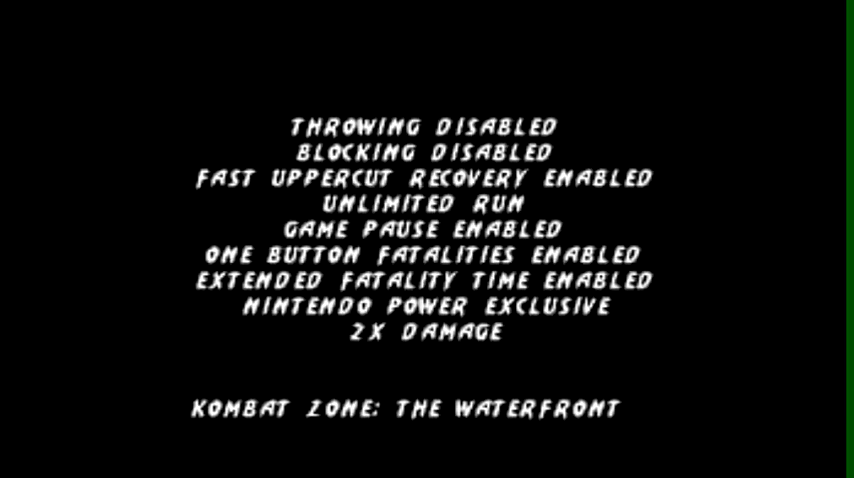 THROWING DISABLED
BLOCKING DISABLED
FAST UPPERCUT RECOVERY ENABLED
UNLIMITED RUN
GAME PAUSE ENABLED
ONE BUTTON FATALITIES ENABLED
EXTENDED FATALITY TIME ENABLED
NINTENDO POWER EXCLUSIVE
2X DAMAGE
KOMBAT ZONE: THE WATERFRONT